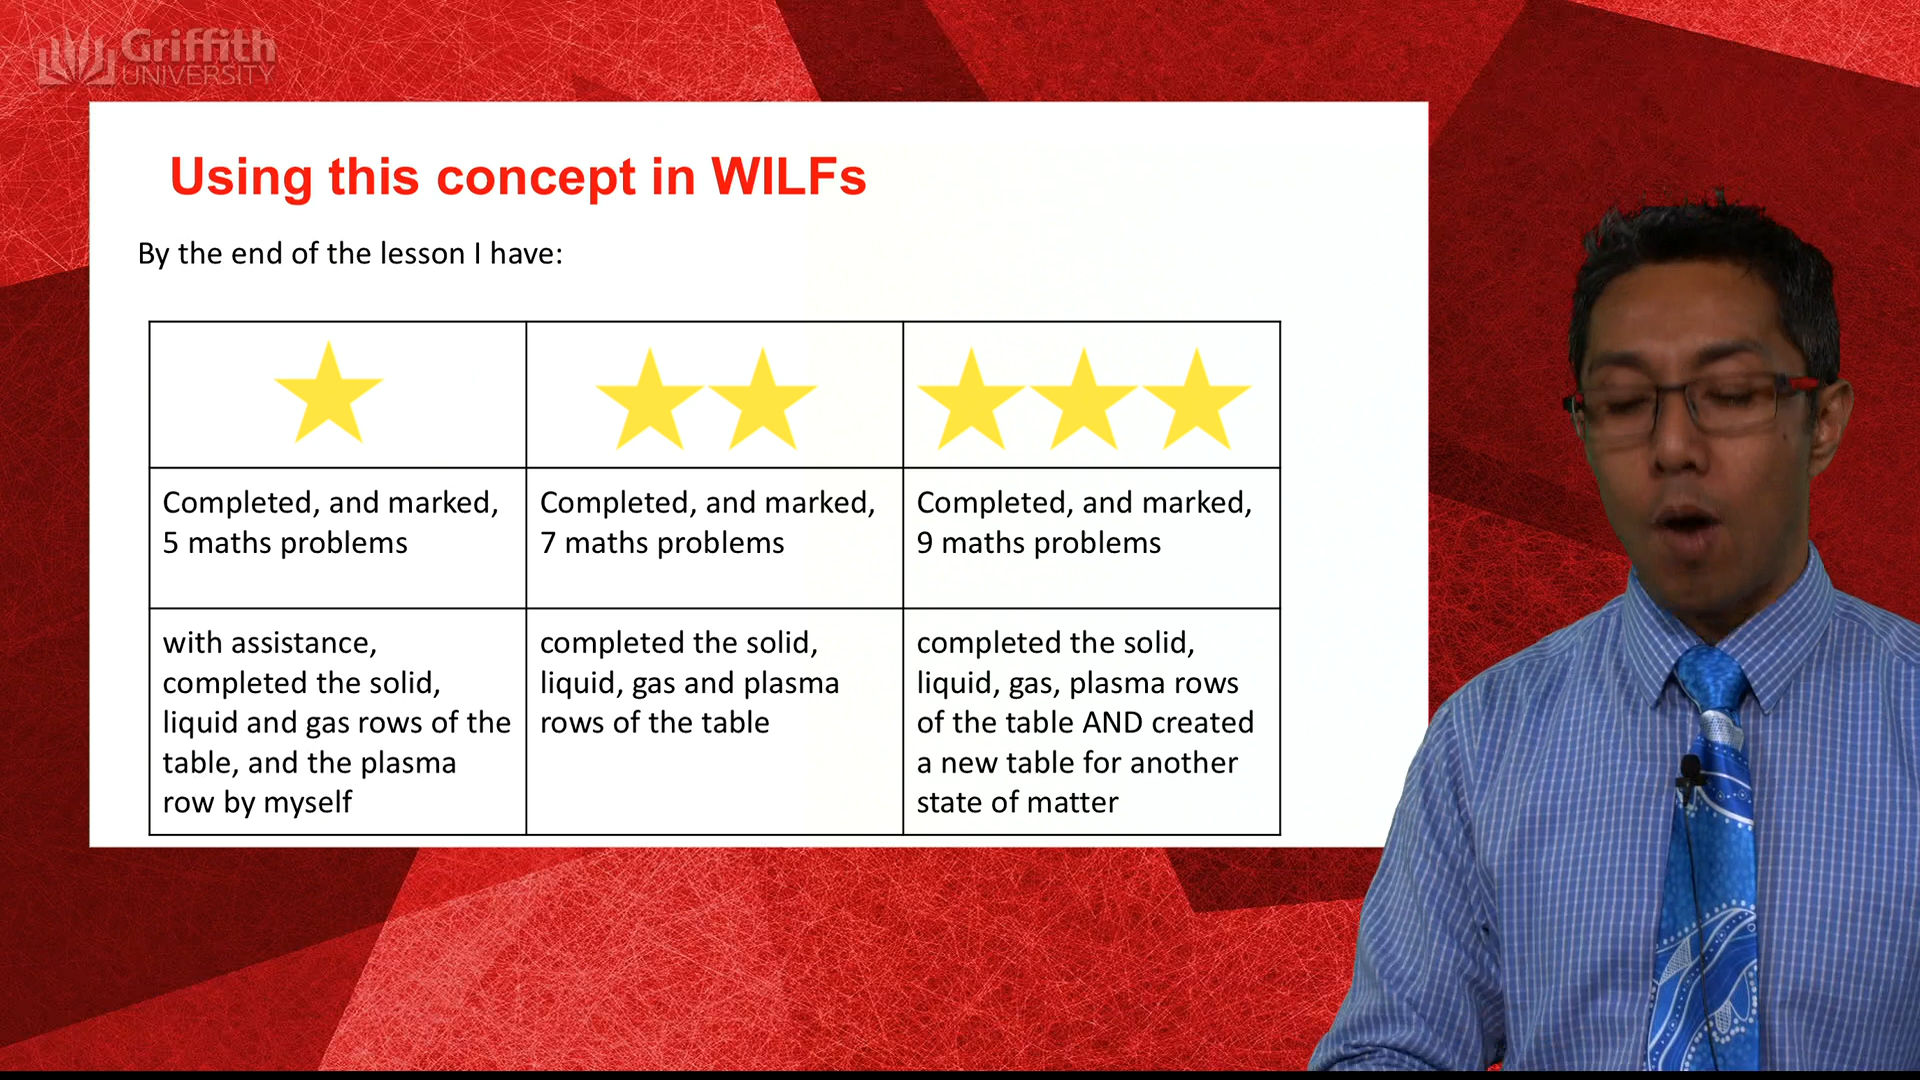 Griffith
UNIVERSITY
Using this concept in WILFs
By the end of the lesson I have:
Completed, and marked,
5 maths problems
Completed, and marked,
7 maths problems
Completed, and marked,
9 maths problems
with assistance,
completed the solid,
liquid and gas rows of the
table, and the plasma
row by myself
completed the solid,
liquid, gas and plasma
rows of the table
completed the solid,
liquid, gas, plasma rows
of the table AND created
a new table for another
state of matter